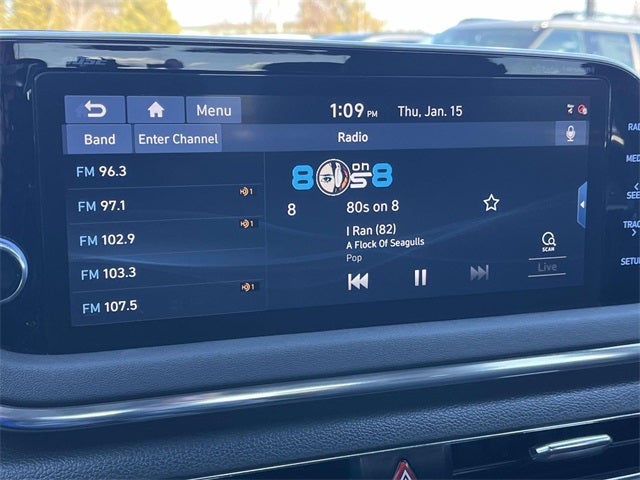 Menu
1:09 PM Thu, Jan. 15
Band Enter Channel Radio
FM 96.3
FM 97.1
FM 102.9
FM 103.3
FM 107.5
8 on 8
8
80s on 8
I Ran (82)
A Flock Of Seagulls
Pop
SCAN
Live
SETUP